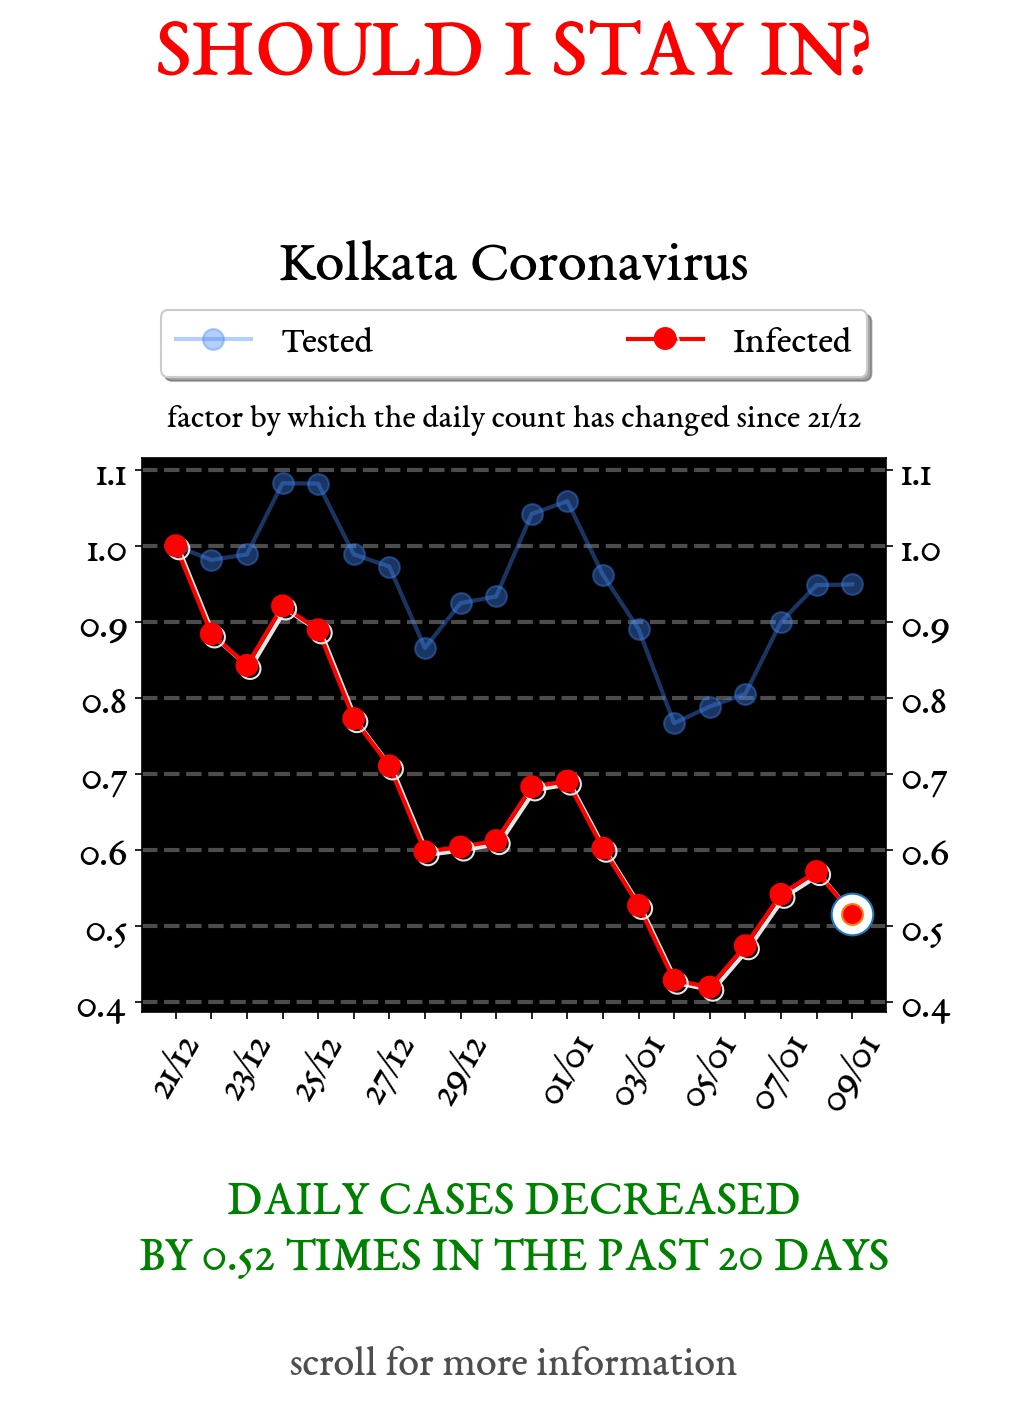 SHOULD I STAY IN?
Kolkata Coronavirus
Tested Infected
factor by which the daily count has changed since 21/12
1.1 1.1
1.0 1.0
0.9 0.9
0.8 0.8
0.7 0.7
0.6 0.6
0.5 0.5
0.4 0.4
21/12 23/12 25/12 27/12 29/12 01/01 03/01 05/01 07/01 09/01
DAILY CASES DECREASED
BY 0.52 TIMES IN THE PAST 20 DAYS
scroll for more information